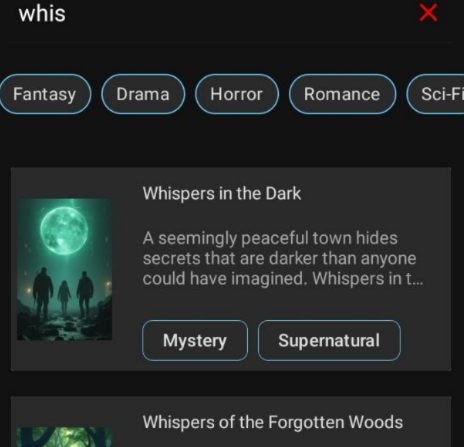 whis
Fantasy Drama Horror Romance Sci-Fi
Whispers in the Dark
A seemingly peaceful town hides
secrets that are darker than anyone
could have imagined. Whispers in t...
Mystery Supernatural
Whispers of the Forgotten Woods